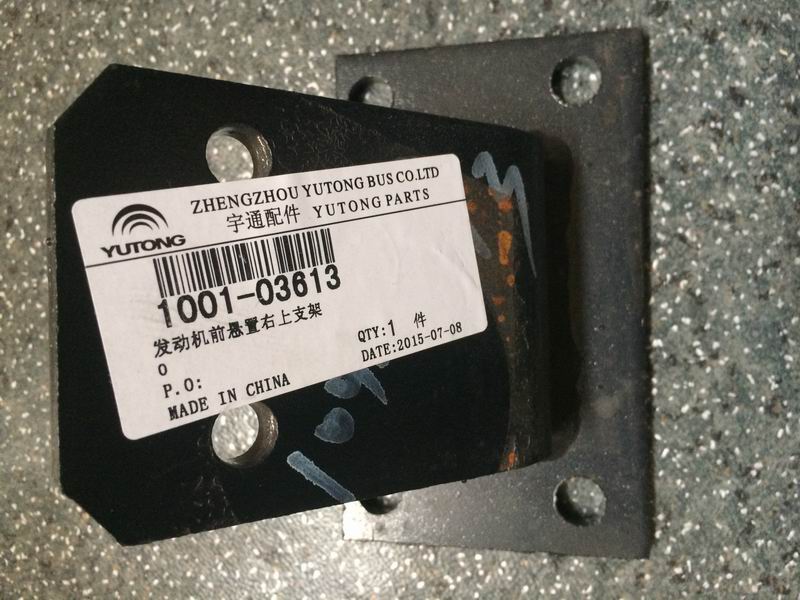 ZHENGZHOU YUTONG BUS CO.LTD
宇通配件 YUTONG PARTS
YUTONG
1001-03613
发动机前悬置右上支架
0
QTY:1 件
P.O:
DATE:2015-07-08
MADE IN CHINA